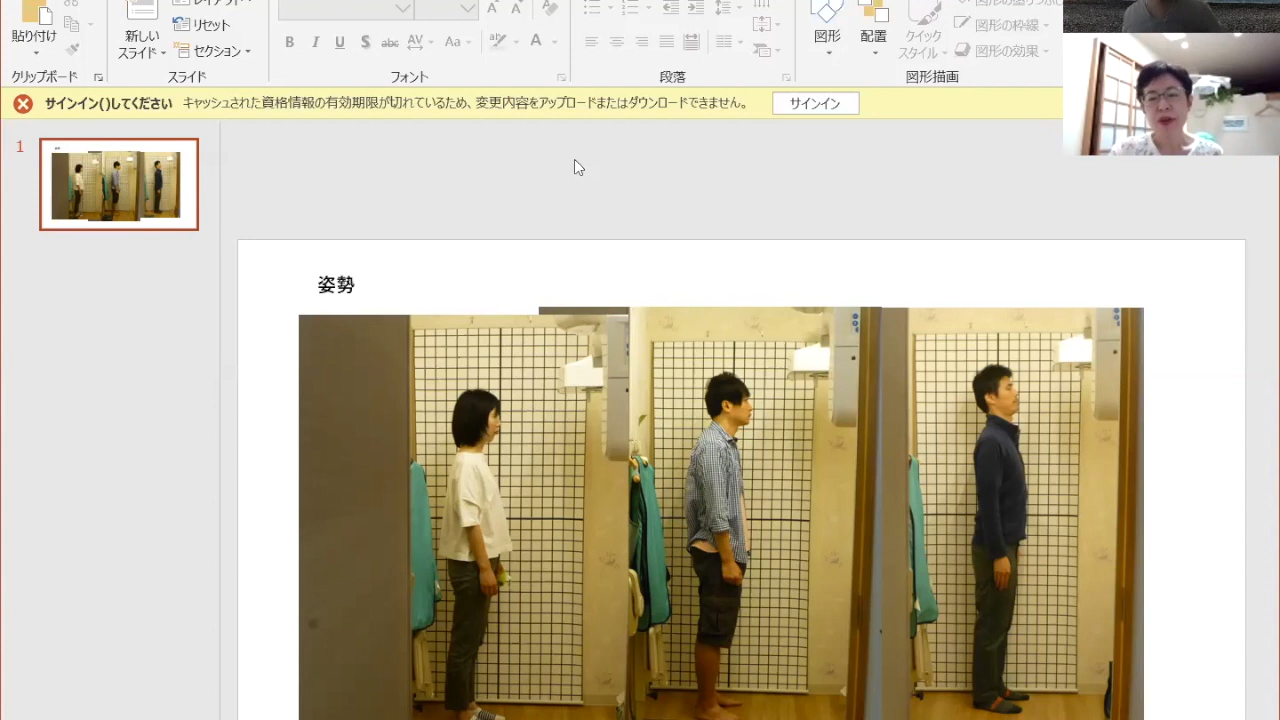 貼り付け
新しい
スライド
リセット
セクション
B I U S abc AV Aa A
図形
配置
クイック
スタイル
図形の枠線
図形の効果
クリップボード
スライド
フォント
段落
図形描画
サインイン()してください キャッシュされた資格情報の有効期限が切れているため、変更内容をアップロードまたはダウンロードできません。 サインイン
1
姿勢